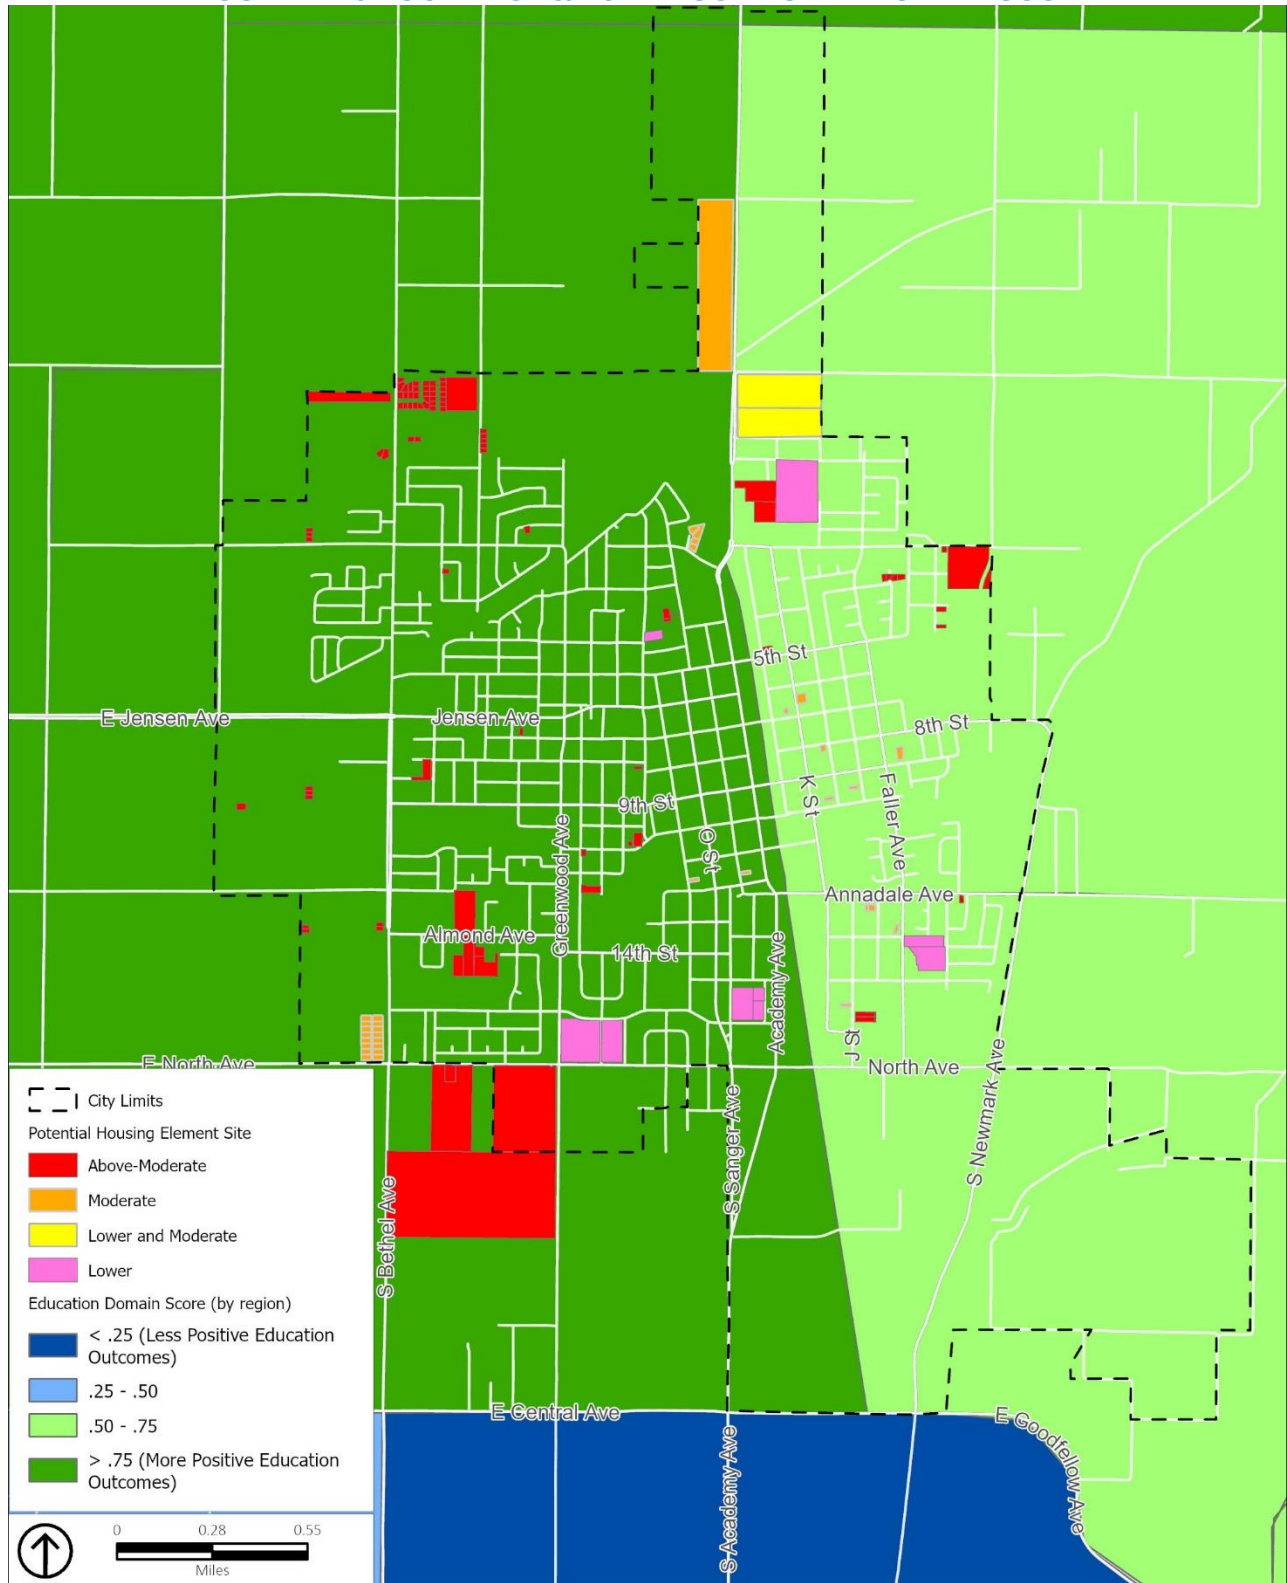 5th St
E Jensen Ave
Jensen Ave
8th St
K St
Faller Ave
9th St
O St
Greenwood Ave
Annadale Ave
Almond Ave
14th St
Academy Ave
J St
E North Ave
North Ave
S Newmark Ave
S Sanger Ave
S Bethel Ave
E Central Ave
E Goodfellow Ave
S Academy Ave
City Limits
Potential Housing Element Site
Above-Moderate
Moderate
Lower and Moderate
Lower
Education Domain Score (by region)
< .25 (Less Positive Education
Outcomes)
.25 - .50
.50 - .75
> .75 (More Positive Education
Outcomes)
0 0.28 0.55
Miles